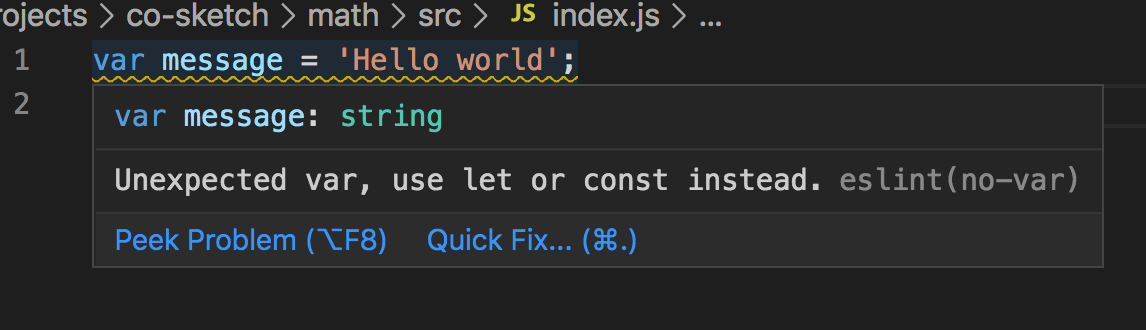 rojects > co-sketch > math > src > JS index.js > ...
1 var message = 'Hello world';
2
var message: string
Unexpected var, use let or const instead. eslint(no-var)
Peek Problem (⌥F8) Quick Fix... (⌘.)